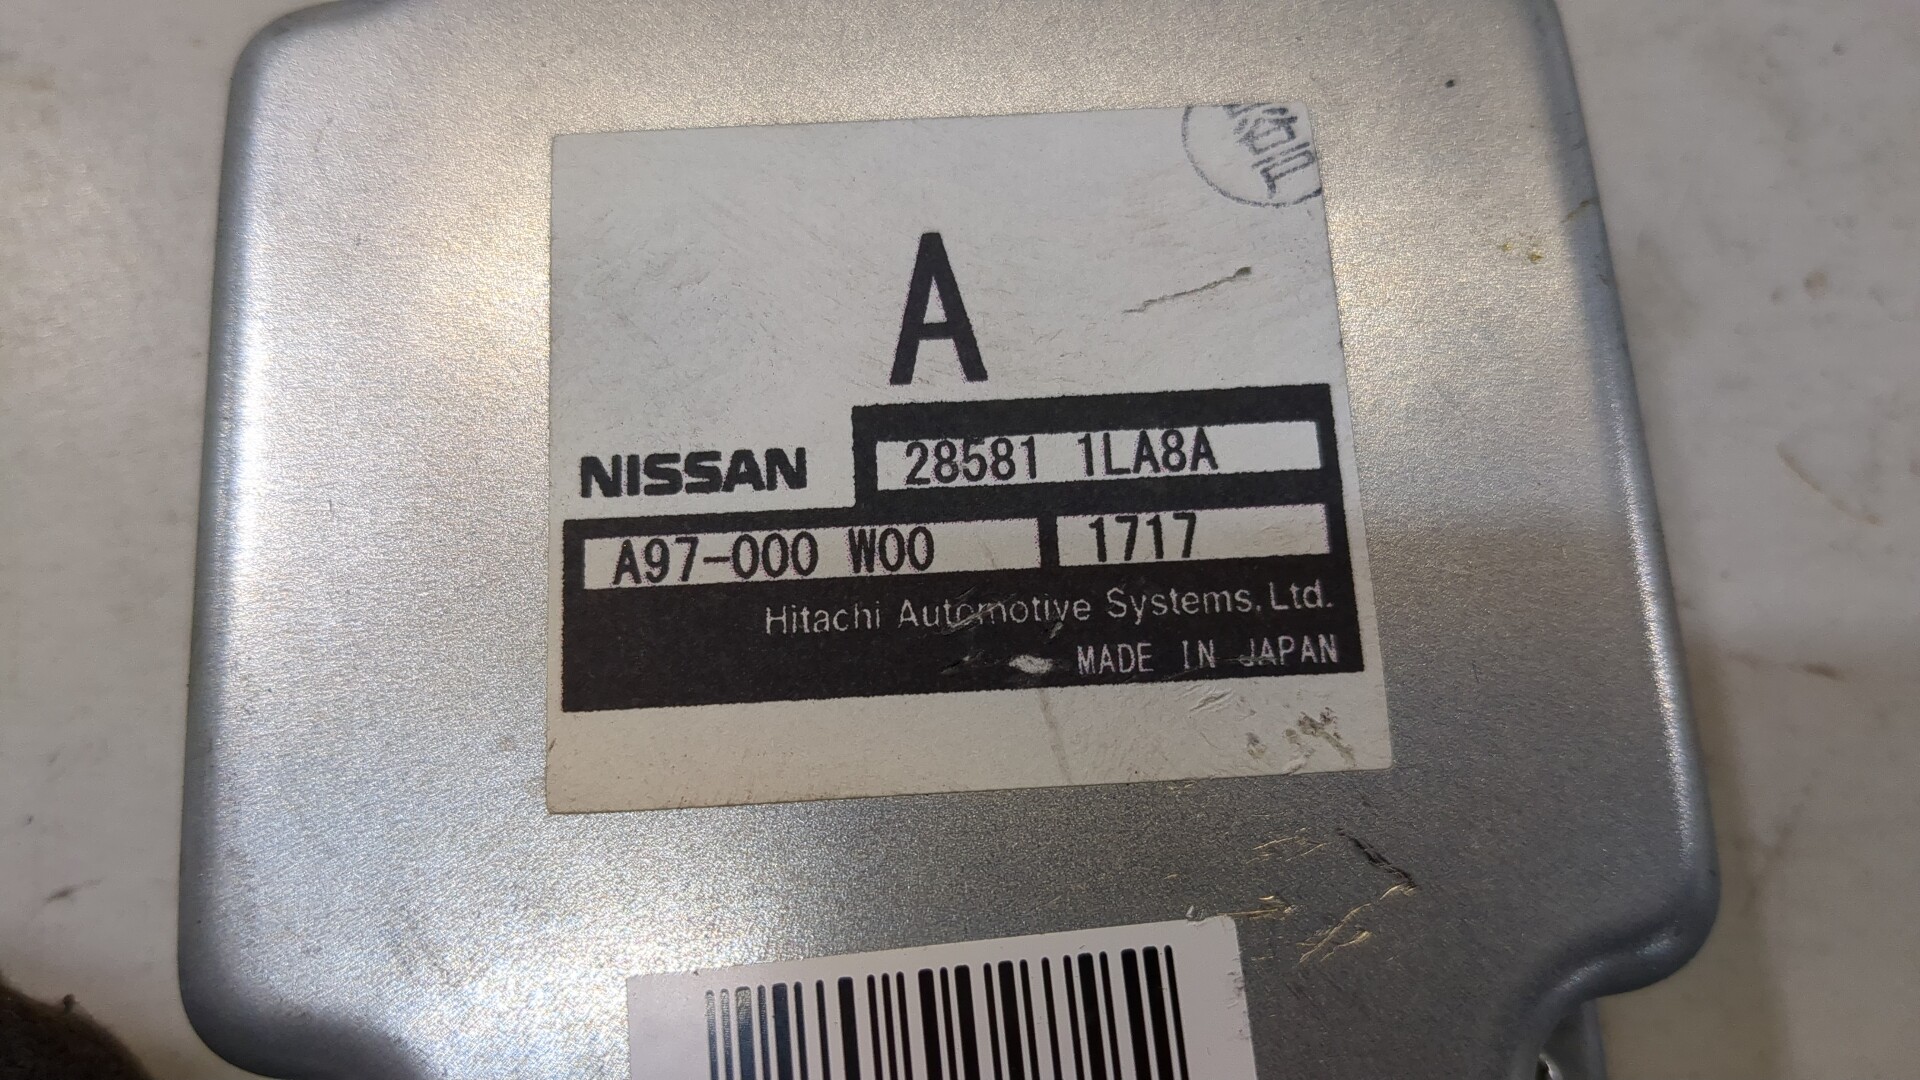 A
NISSAN
28581 1LA8A
A97-000 W00
1717
Hitachi Automotive Systems, Ltd.
MADE IN JAPAN